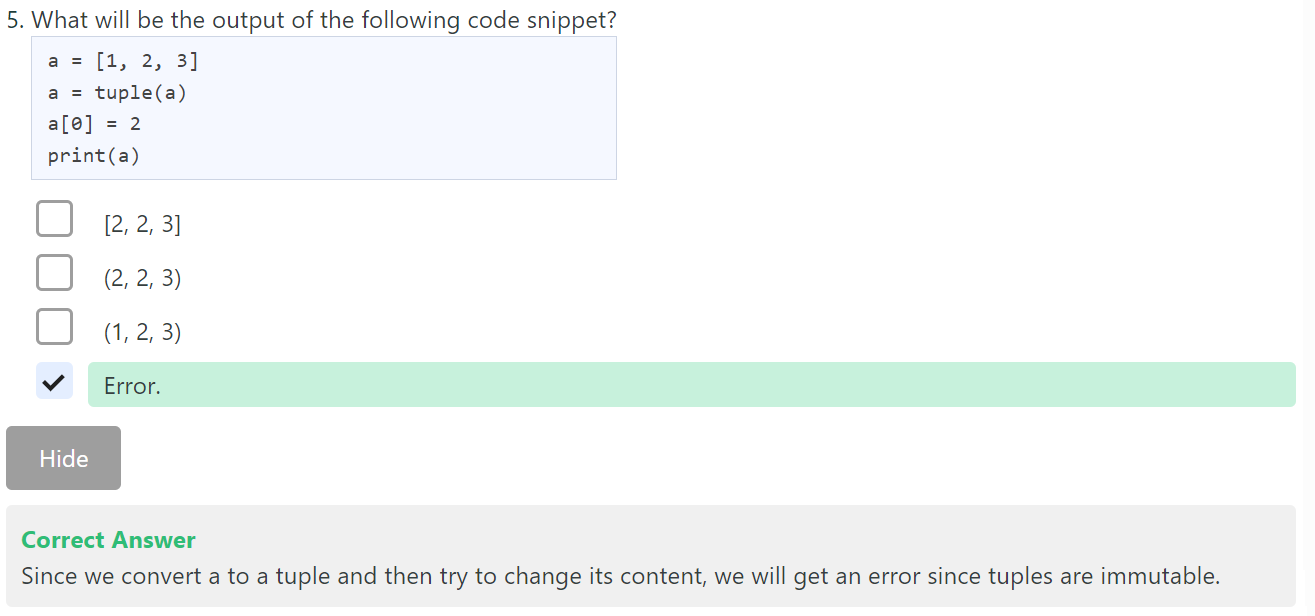 5. What will be the output of the following code snippet?
a = [1, 2, 3]
a = tuple(a)
a[0] = 2
print(a)
[2, 2, 3]
(2, 2, 3)
(1, 2, 3)
Error.
Hide
Correct Answer
Since we convert a to a tuple and then try to change its content, we will get an error since tuples are immutable.